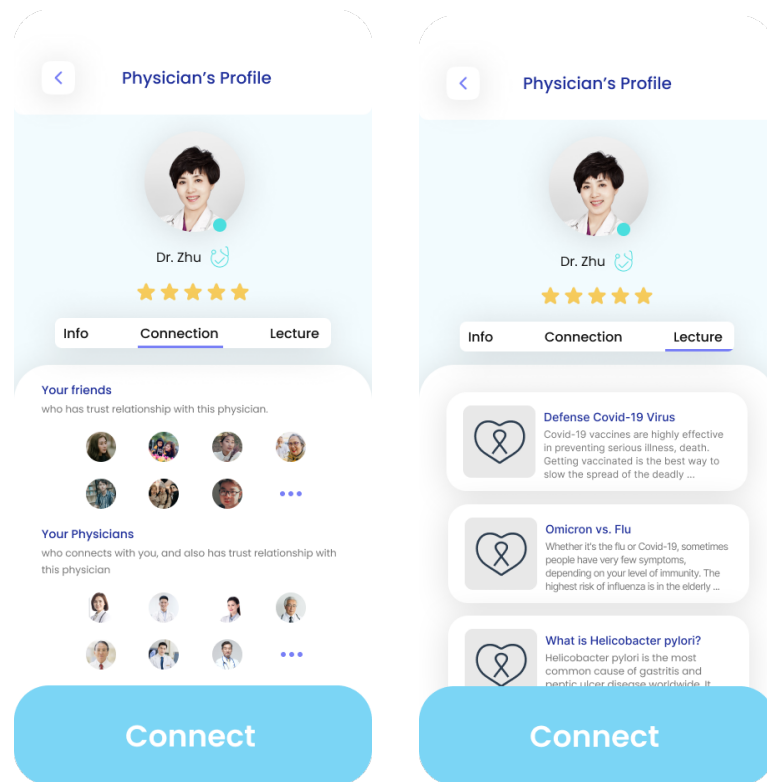 Physician's Profile
Dr. Zhu
Info Connection Lecture
Your friends
who has trust relationship with this physician.
Your Physicians
who connects with you, and also has trust relationship with
this physician
Connect
Physician's Profile
Dr. Zhu
Info Connection Lecture
Defense Covid-19 Virus
Covid-19 vaccines are highly effective
in preventing serious illness, death.
Getting vaccinated is the best way to
slow the spread of the deadly ...
Omicron vs. Flu
Whether it's the flu or Covid-19, sometimes
people have very few symptoms,
depending on your level of immunity. The
highest risk of influenza is in the elderly ...
What is Helicobacter pylori?
Helicobacter pylori is the most
common cause of gastritis and
peptic ulcer disease worldwide. It
Connect